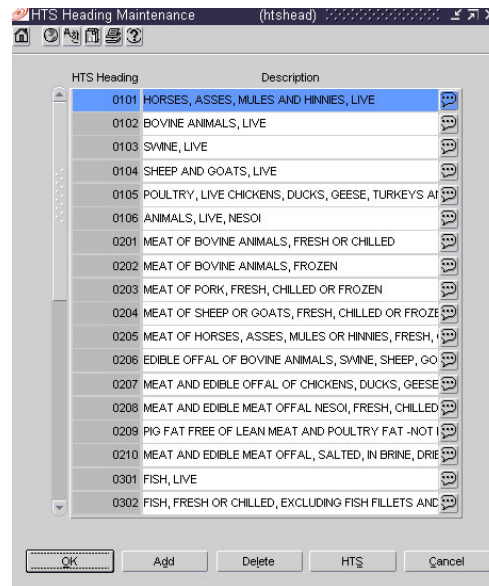 HTS Heading Maintenance (htshead)
HTS Heading Description
0101 HORSES, ASSES, MULES AND HINNIES, LIVE
0102 BOVINE ANIMALS, LIVE
0103 SWINE, LIVE
0104 SHEEP AND GOATS, LIVE
0105 POULTRY, LIVE CHICKENS, DUCKS, GEESE, TURKEYS AN
0106 ANIMALS, LIVE, NESOI
0201 MEAT OF BOVINE ANIMALS, FRESH OR CHILLED
0202 MEAT OF BOVINE ANIMALS, FROZEN
0203 MEAT OF PORK, FRESH, CHILLED OR FROZEN
0204 MEAT OF SHEEP OR GOATS, FRESH, CHILLED OR FROZE
0205 MEAT OF HORSES, ASSES, MULES OR HINNIES, FRESH,
0206 EDIBLE OFFAL OF BOVINE ANIMALS, SWINE, SHEEP, GO
0207 MEAT AND EDIBLE OFFAL OF CHICKENS, DUCKS, GEESE
0208 MEAT AND EDIBLE MEAT OFFAL NESOI, FRESH, CHILLED
0209 PIG FAT FREE OF LEAN MEAT AND POULTRY FAT -NOT
0210 MEAT AND EDIBLE MEAT OFFAL, SALTED, IN BRINE, DRIE
0301 FISH, LIVE
0302 FISH, FRESH OR CHILLED, EXCLUDING FISH FILLETS AND
OK Add Delete HTS Cancel